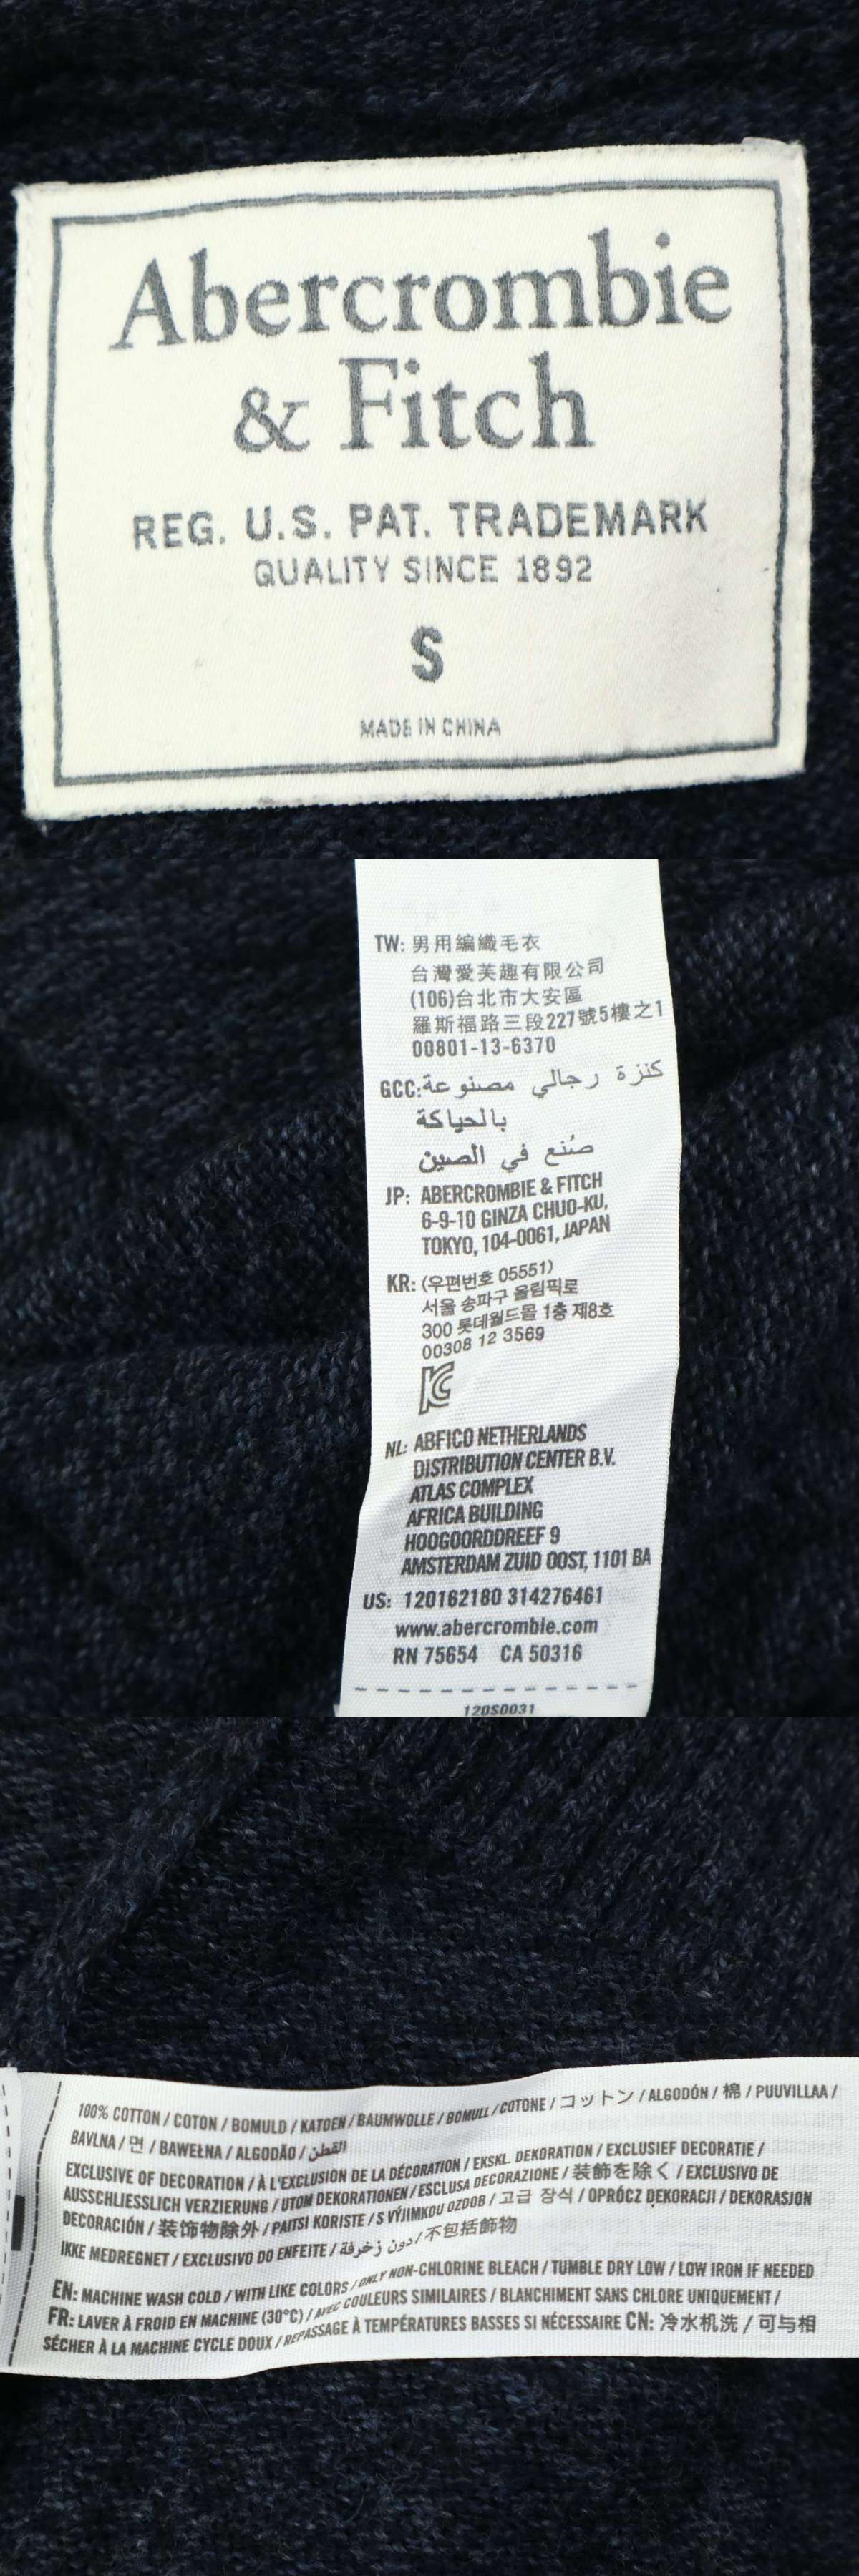 Abercrombie
& Fitch
REG. U.S. PAT. TRADEMARK
QUALITY SINCE 1892
S
MADE IN CHINA
TW: 男用編織毛衣
台灣愛芙趣有限公司
(106)台北市大安區
羅斯福路三段227號5樓之1
00801-13-6370
GCC: كنزة رجالي مصنوعة
بالحياكة
صُنع في الصين
JP: ABERCROMBIE & FITCH
6-9-10 GINZA CHUO-KU,
TOKYO, 104-0061, JAPAN
KR: (우편번호 05551)
서울 송파구 올림픽로
300 롯데월드몰 1층 제8호
00308 12 3569
KC
NL: ABFICO NETHERLANDS
DISTRIBUTION CENTER B.V.
ATLAS COMPLEX
AFRICA BUILDING
HOOGOORDDREEF 9
AMSTERDAM ZUID OOST, 1101 BA
US: 120162180 314276461
www.abercrombie.com
RN 75654 CA 50316
120S0031
100% COTTON / COTON / BOMULD / KATOEN / BAUMWOLLE / BOMULL / COTONE / コットン / ALGODÓN / 棉 / PUUVILLAA /
BAVLNA / 면 / BAWEŁNA / ALGODÃO / القطن
EXCLUSIVE OF DECORATION / À L'EXCLUSION DE LA DÉCORATION / EKSKL. DEKORATION / EXCLUSIEF DECORATIE /
AUSSCHLIESSLICH VERZIERUNG / UTOM DEKORATIONEN / ESCLUSA DECORAZIONE / 装飾を除く / EXCLUSIVO DE
DECORACIÓN / 装饰物除外 / PAITSI KORISTE / S VÝJIMKOU OZDOB / 고급 장식 / OPRÓCZ DEKORACJI / DEKORASJON
IKKE MEDREGNET / EXCLUSIVO DO ENFEITE / دون زخرفة / 不包括飾物
EN: MACHINE WASH COLD / WITH LIKE COLORS / ONLY NON-CHLORINE BLEACH / TUMBLE DRY LOW / LOW IRON IF NEEDED
FR: LAVER À FROID EN MACHINE (30°C) / AVEC COULEURS SIMILAIRES / BLANCHIMENT SANS CHLORE UNIQUEMENT /
SÉCHER À LA MACHINE CYCLE DOUX / REPASSAGE À TEMPÉRATURES BASSES SI NÉCESSAIRE CN: 冷水机洗 / 可与相